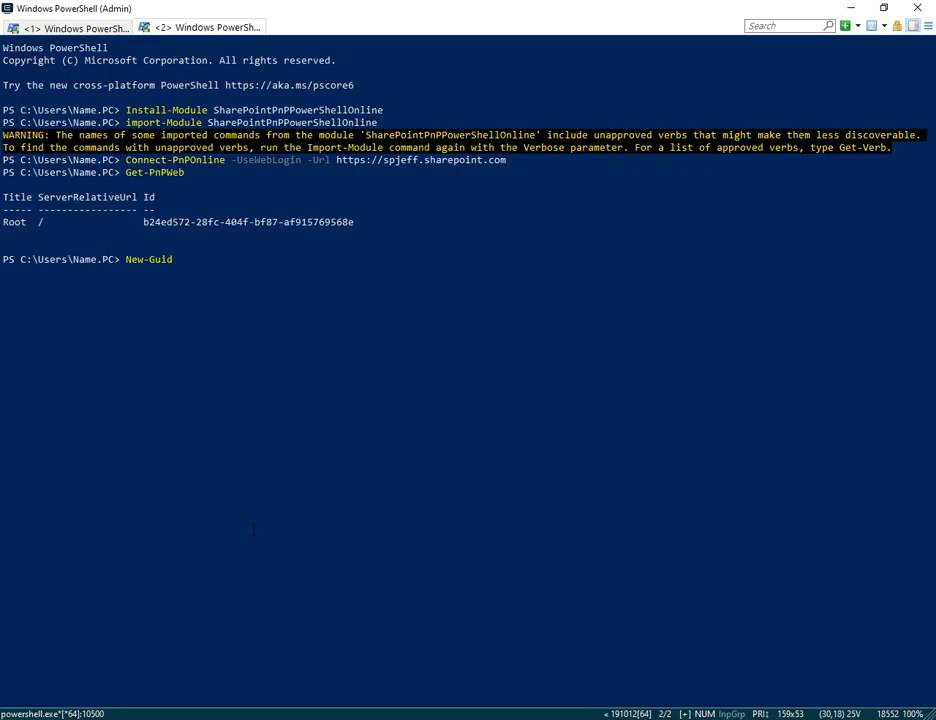 Windows PowerShell (Admin)
<1> Windows PowerSh...
<2> Windows PowerSh...
Search
Windows PowerShell
Copyright (C) Microsoft Corporation. All rights reserved.
Try the new cross-platform PowerShell https://aka.ms/pscore6
PS C:\Users\Name.PC> Install-Module SharePointPnPPowerShellOnline
PS C:\Users\Name.PC> import-Module SharePointPnPPowerShellOnline
WARNING: The names of some imported commands from the module 'SharePointPnPPowerShellOnline' include unapproved verbs that might make them less discoverable.
To find the commands with unapproved verbs, run the Import-Module command again with the Verbose parameter. For a list of approved verbs, type Get-Verb.
PS C:\Users\Name.PC> Connect-PnPOnline -UseWebLogin -Url https://spjeff.sharepoint.com
PS C:\Users\Name.PC> Get-PnPWeb
Title ServerRelativeUrl Id
----- ----------------- --
Root  /                 b24ed572-28fc-404f-bf87-af915769568e
PS C:\Users\Name.PC> New-Guid
powershell.exe*[*64]:10500
« 191012[64] 2/2 [+] NUM InpGrp PRI↕ 159x53 (30,18) 25V 18552 100%